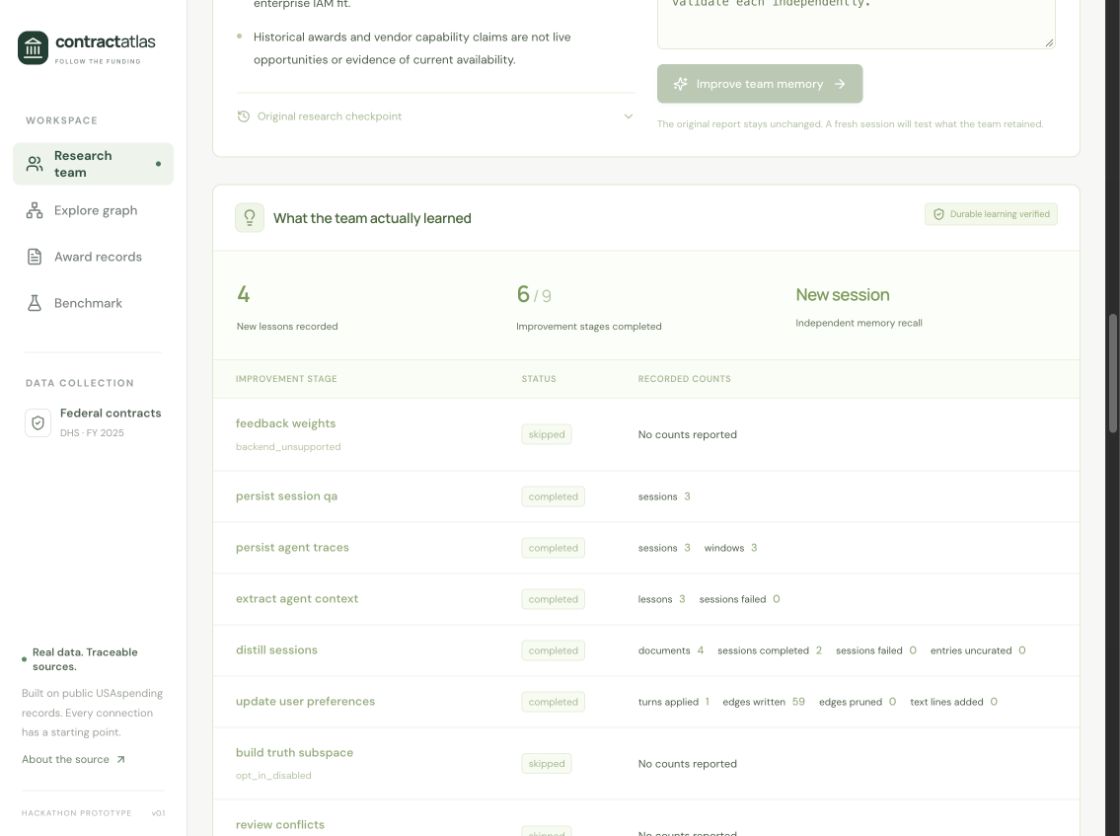 contractatlas
FOLLOW THE FUNDING
WORKSPACE
Research
team
Explore graph
Award records
Benchmark
DATA COLLECTION
Federal contracts
DHS · FY 2025
Real data. Traceable
sources.
Built on public USAspending
records. Every connection
has a starting point.
About the source
HACKATHON PROTOTYPE v0.1
enterprise IAM fit.
Historical awards and vendor capability claims are not live
opportunities or evidence of current availability.
Original research checkpoint
validate each independently.
Improve team memory
The original report stays unchanged. A fresh session will test what the team retained.
What the team actually learned
Durable learning verified
4
New lessons recorded
6 / 9
Improvement stages completed
New session
Independent memory recall
IMPROVEMENT STAGE STATUS RECORDED COUNTS
feedback weights
backend_unsupported
skipped
No counts reported
persist session qa completed sessions 3
persist agent traces completed sessions 3 windows 3
extract agent context completed lessons 3 sessions failed 0
distill sessions completed documents 4 sessions completed 2 sessions failed 0 entries uncurated 0
update user preferences completed turns applied 1 edges written 59 edges pruned 0 text lines added 0
build truth subspace
opt_in_disabled
skipped
No counts reported
review conflicts
skipped
No counts reported